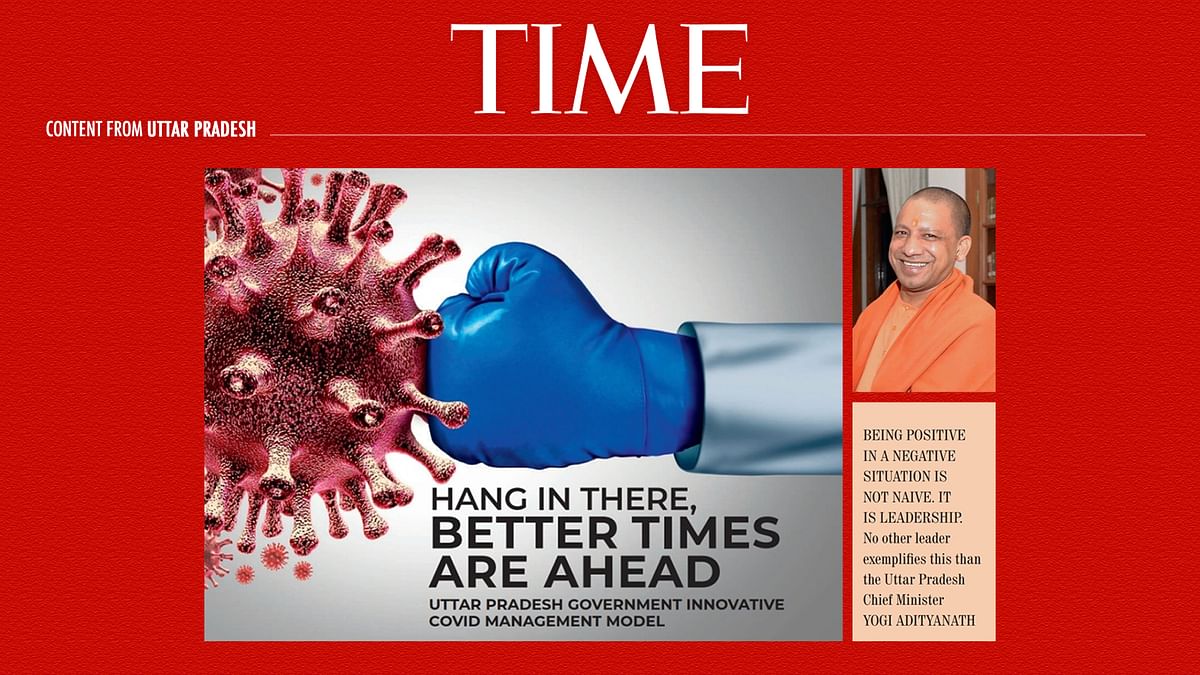 TIME
CONTENT FROM UTTAR PRADESH
HANG IN THERE,
BETTER TIMES
ARE AHEAD
UTTAR PRADESH GOVERNMENT INNOVATIVE
COVID MANAGEMENT MODEL
BEING POSITIVE
IN A NEGATIVE
SITUATION IS
NOT NAIVE. IT
IS LEADERSHIP.
No other leader
exemplifies this than
the Uttar Pradesh
Chief Minister
YOGI ADITYANATH